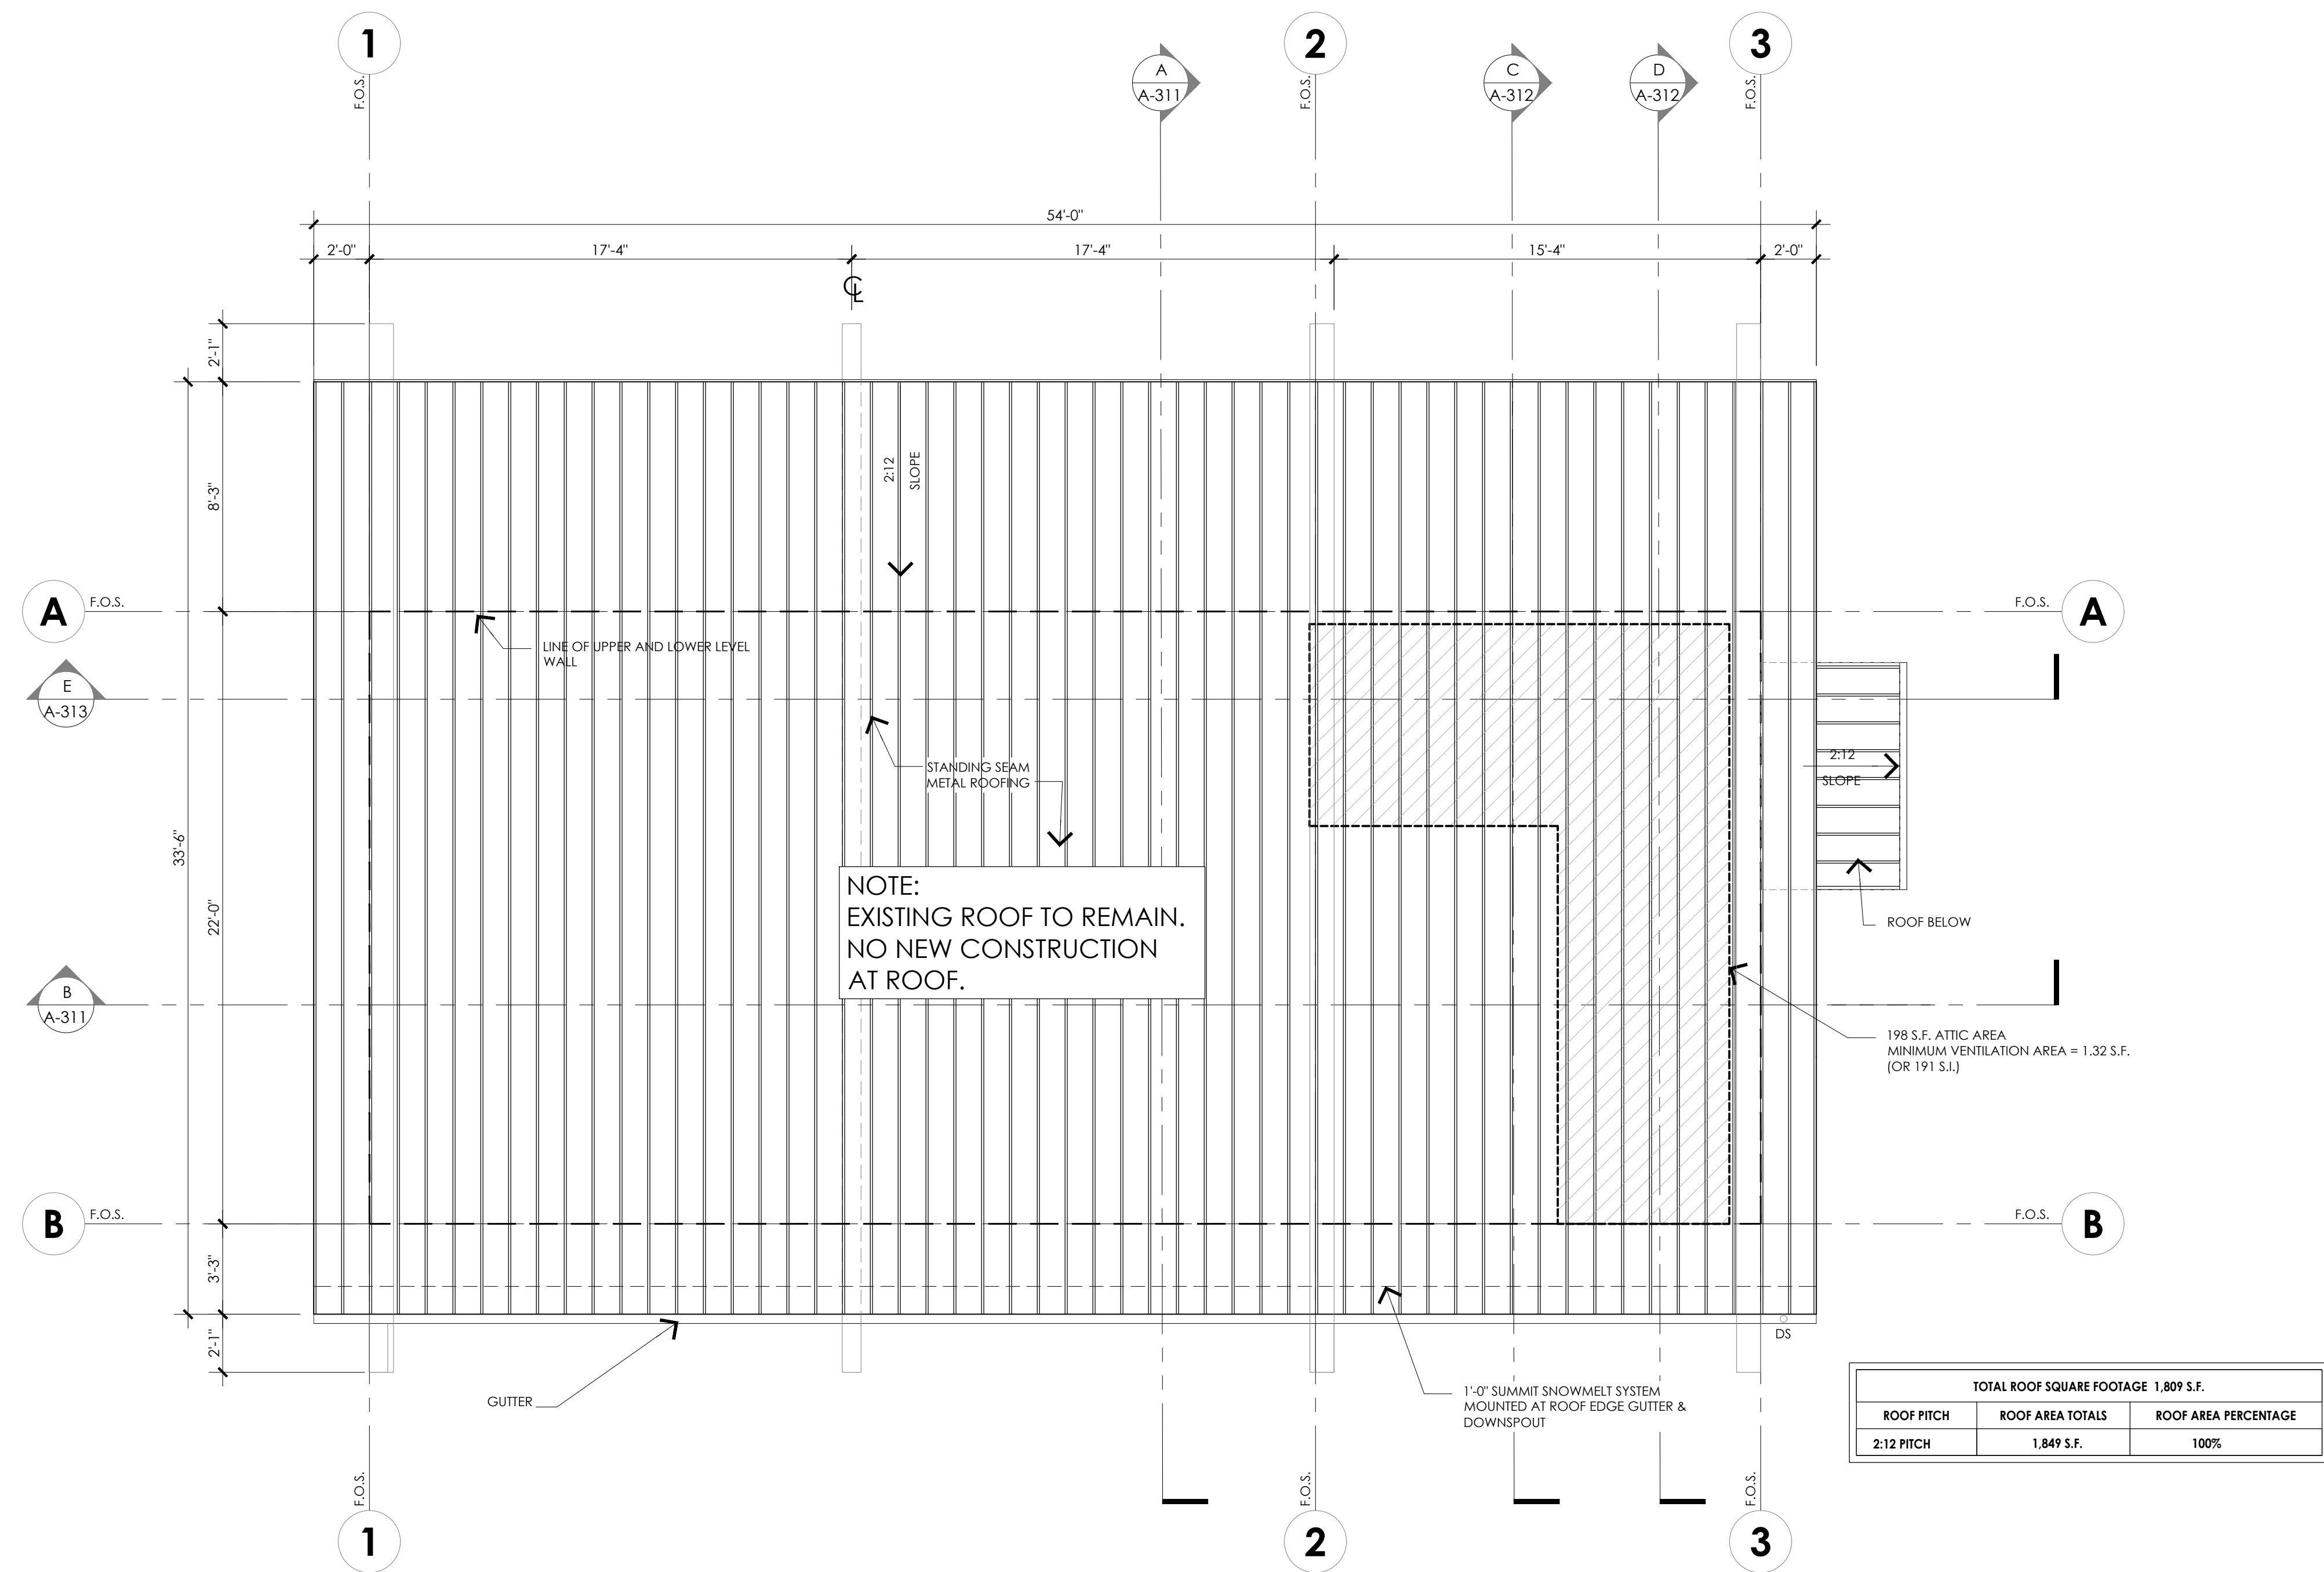 1
2
3
F.O.S.
F.O.S.
F.O.S.
A
A-311
C
A-312
D
A-312
54'-0"
2'-0"
17'-4"
17'-4"
15'-4"
2'-0"
CL
2'-1"
8'-3"
2:12
SLOPE
A
F.O.S.
F.O.S.
A
LINE OF UPPER AND LOWER LEVEL
WALL
E
A-313
STANDING SEAM
METAL ROOFING
2:12
SLOPE
33'-6"
22'-0"
NOTE:
EXISTING ROOF TO REMAIN.
NO NEW CONSTRUCTION
AT ROOF.
ROOF BELOW
B
A-311
198 S.F. ATTIC AREA
MINIMUM VENTILATION AREA = 1.32 S.F.
(OR 191 S.I.)
B
F.O.S.
F.O.S.
B
3'-3"
2'-1"
DS
GUTTER
1'-0" SUMMIT SNOWMELT SYSTEM
MOUNTED AT ROOF EDGE GUTTER &
DOWNSPOUT
TOTAL ROOF SQUARE FOOTAGE 1,809 S.F.
ROOF PITCH ROOF AREA TOTALS ROOF AREA PERCENTAGE
2:12 PITCH 1,849 S.F. 100%
F.O.S.
F.O.S.
F.O.S.
1
2
3